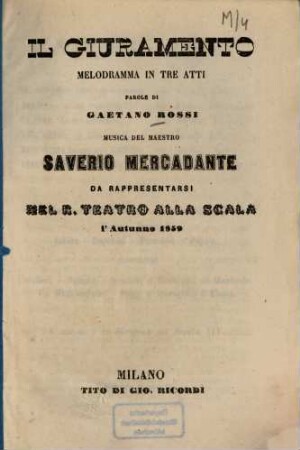 M/4
IL GIURAMENTO
MELODRAMMA IN TRE ATTI
PAROLE DI
GAETANO ROSSI
MUSICA DEL MAESTRO
SAVERIO MERCADANTE
DA RAPPRESENTARSI
NEL R. TEATRO ALLA SCALA
l'Autunno 1859
MILANO
TITO DI GIO. RICORDI